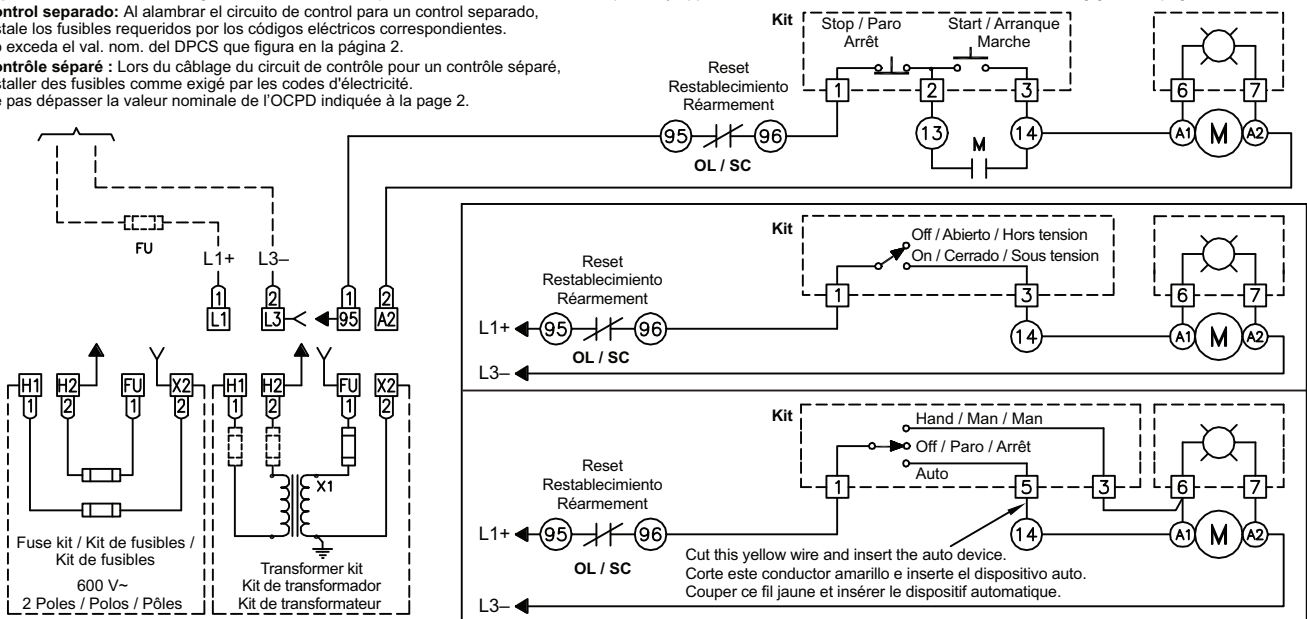 ontrol separado: Al alambrar el circuito de control para un control separado,
stale los fusibles requeridos por los códigos eléctricos correspondientes.
o exceda el val. nom. del DPCS que figura en la página 2.
ontrôle séparé : Lors du câblage du circuit de contrôle pour un contrôle séparé,
staller des fusibles comme exigé par les codes d'électricité.
e pas dépasser la valeur nominale de l'OCPD indiquée à la page 2.
Kit
Stop / Paro
Arrêt
Start / Arranque
Marche
Reset
Restablecimiento
Réarmement
1
2
3
6
7
95
96
13
14
A1
M
A2
M
OL / SC
FU
L1+
L3–
1
2
1
2
L1
L3
95
A2
Kit
Off / Abierto / Hors tension
On / Cerrado / Sous tension
Reset
Restablecimiento
Réarmement
1
3
6
7
L1+
95
96
14
A1
M
A2
OL / SC
L3–
H1
H2
FU
X2
1
2
1
2
H1
H2
FU
X2
1
2
1
2
X1
Fuse kit / Kit de fusibles /
Kit de fusibles
600 V~
2 Poles / Polos / Pôles
Transformer kit
Kit de transformador
Kit de transformateur
Kit
Hand / Man / Man
Off / Paro / Arrêt
Auto
Reset
Restablecimiento
Réarmement
1
5
3
6
7
L1+
95
96
14
A1
M
A2
OL / SC
Cut this yellow wire and insert the auto device.
Corte este conductor amarillo e inserte el dispositivo auto.
Couper ce fil jaune et insérer le dispositif automatique.
L3–